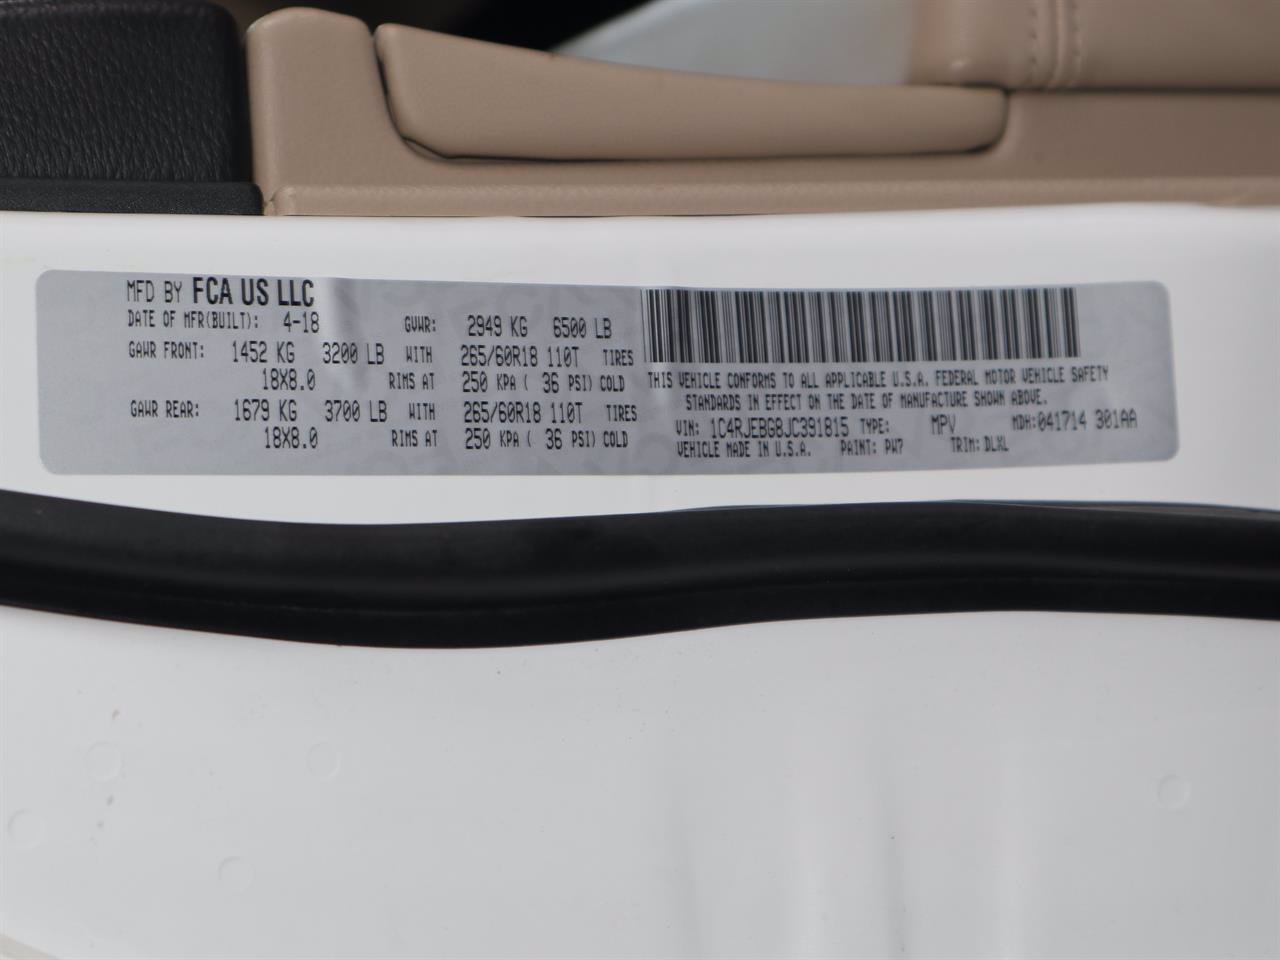 MFD BY FCA US LLC
DATE OF MFR(BUILT): 4-18 GVWR: 2949 KG 6500 LB
GAWR FRONT: 1452 KG 3200 LB WITH 265/60R18 110T TIRES
18X8.0 RIMS AT 250 KPA ( 36 PSI) COLD
GAWR REAR: 1679 KG 3700 LB WITH 265/60R18 110T TIRES
18X8.0 RIMS AT 250 KPA ( 36 PSI) COLD
THIS VEHICLE CONFORMS TO ALL APPLICABLE U.S.A. FEDERAL MOTOR VEHICLE SAFETY
STANDARDS IN EFFECT ON THE DATE OF MANUFACTURE SHOWN ABOVE.
VIN: 1C4RJEBG8JC391815 TYPE: MPV MDH:041714 301AA
VEHICLE MADE IN U.S.A. PAINT: PW7 TRIM: DLXL